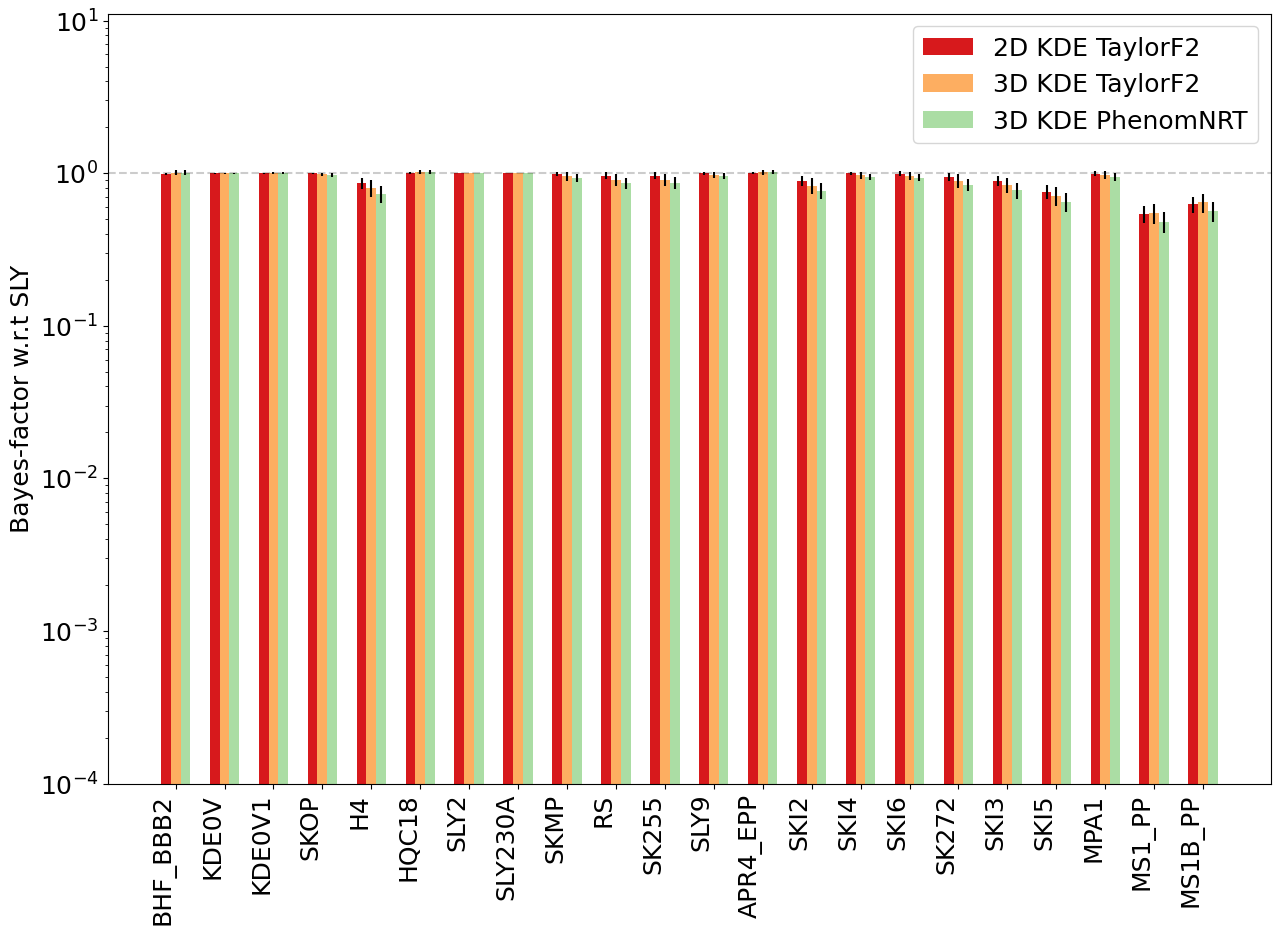 2D KDE TaylorF2
3D KDE TaylorF2
3D KDE PhenomNRT
Bayes-factor w.r.t SLY
10^1
10^0
10^-1
10^-2
10^-3
10^-4
BHF_BBB2
KDE0V
KDE0V1
SKOP
H4
HQC18
SLY2
SLY230A
SKMP
RS
SK255
SLY9
APR4_EPP
SKI2
SKI4
SKI6
SK272
SKI3
SKI5
MPA1
MS1_PP
MS1B_PP